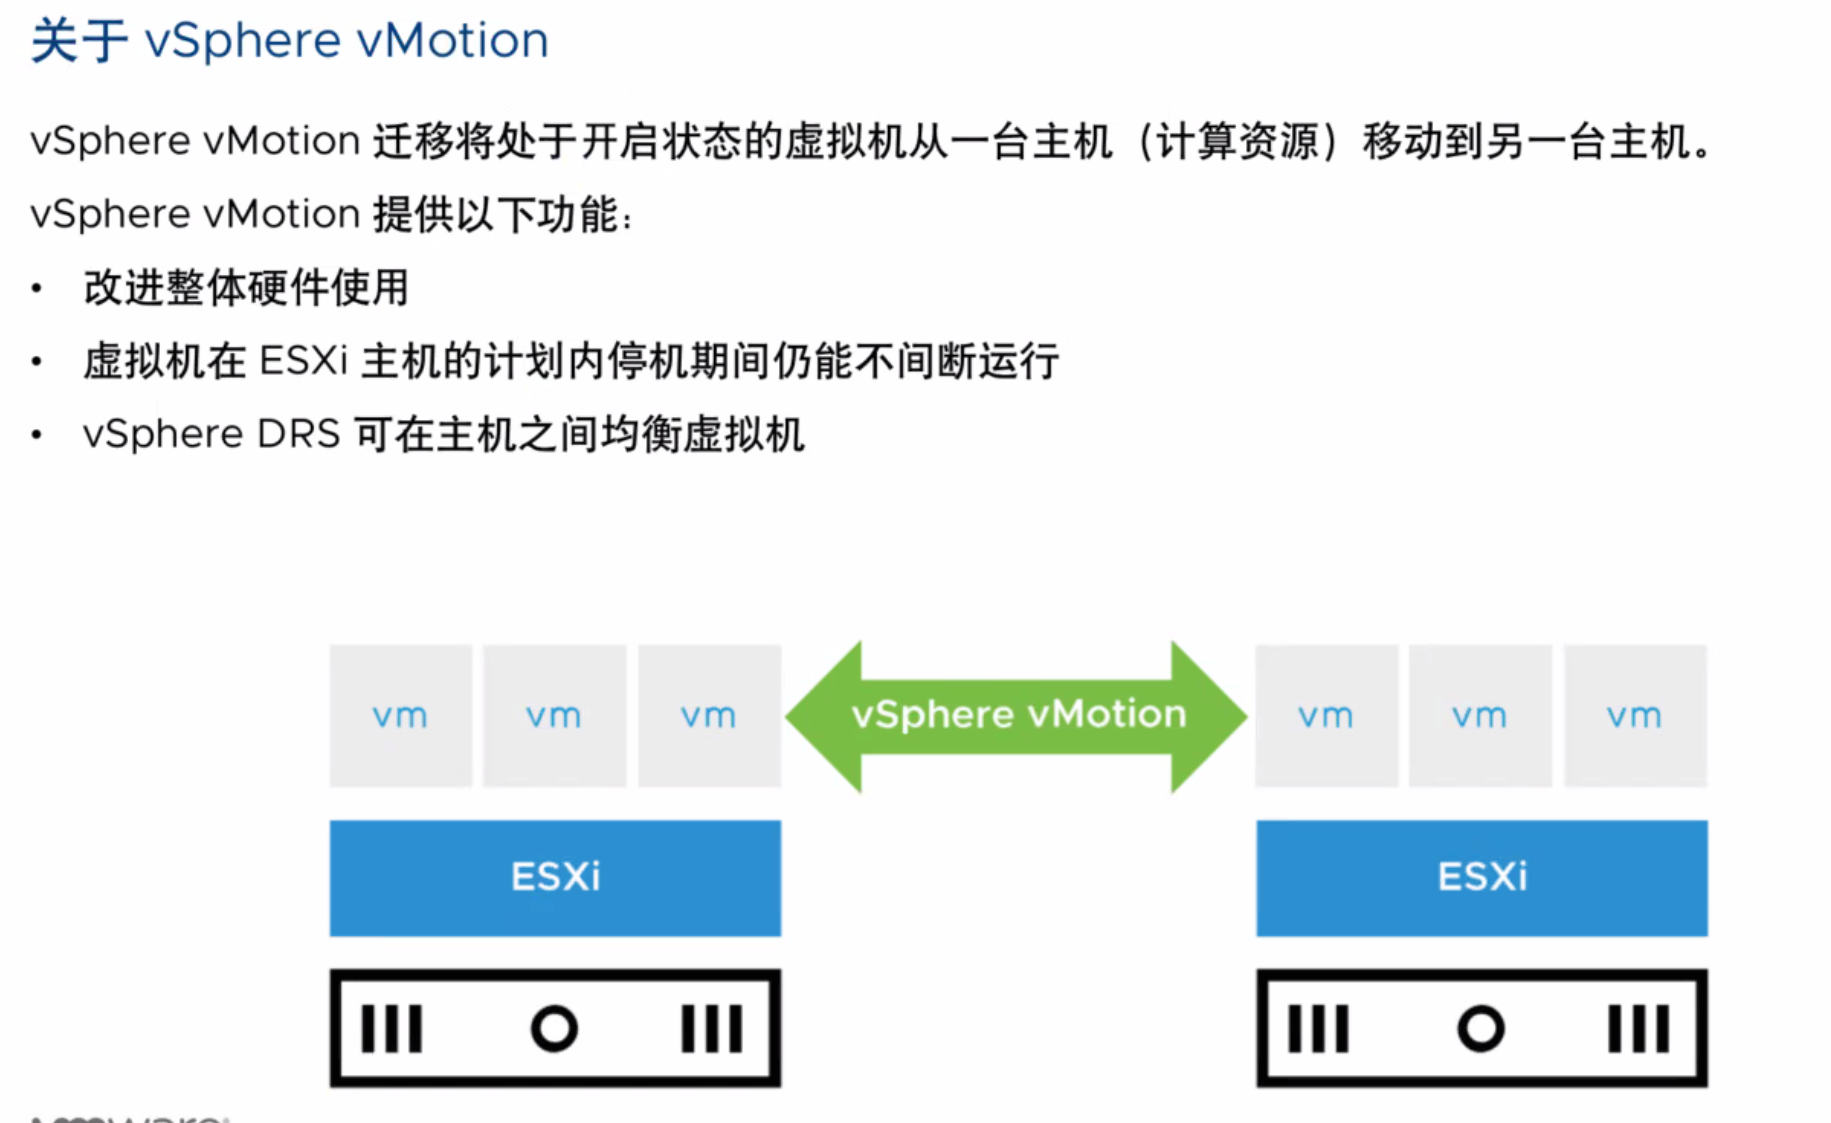 关于 vSphere vMotion
vSphere vMotion 迁移将处于开启状态的虚拟机从一台主机（计算资源）移动到另一台主机。
vSphere vMotion 提供以下功能：
• 改进整体硬件使用
• 虚拟机在 ESXi 主机的计划内停机期间仍能不间断运行
• vSphere DRS 可在主机之间均衡虚拟机
vm vm vm vSphere vMotion vm vm vm
ESXi ESXi